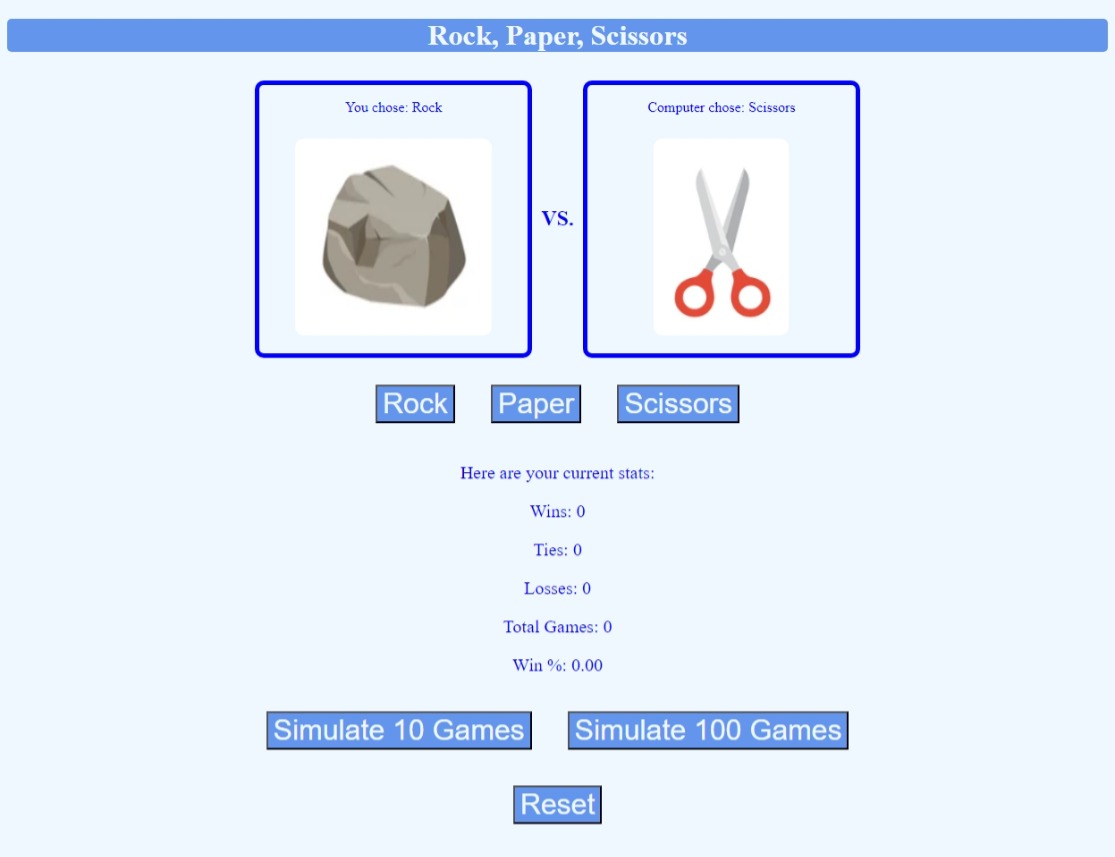 Rock, Paper, Scissors
You chose: Rock
Computer chose: Scissors
VS.
Rock
Paper
Scissors
Here are your current stats:
Wins: 0
Ties: 0
Losses: 0
Total Games: 0
Win %: 0.00
Simulate 10 Games
Simulate 100 Games
Reset